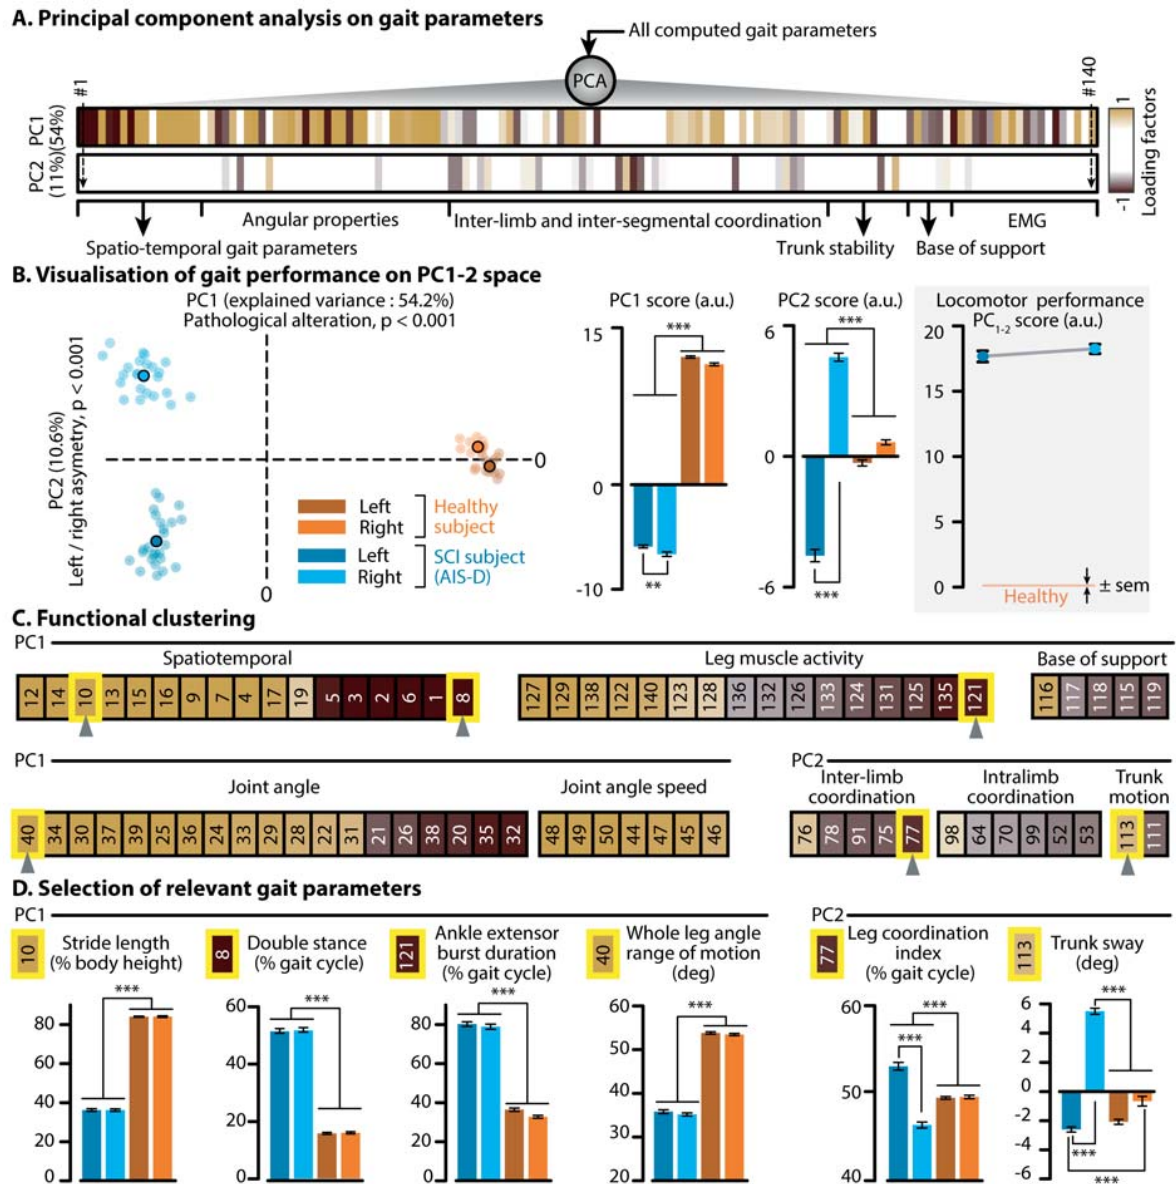 A. Principal component analysis on gait parameters
All computed gait parameters
PCA
#1
#140
PC1
(54%)
PC2
(11%)
1
-1
Loading factors
Angular properties
Inter-limb and inter-segmental coordination
EMG
Spatio-temporal gait parameters
Trunk stability
Base of support
B. Visualisation of gait performance on PC1-2 space
PC1 (explained variance : 54.2%)
Pathological alteration, p < 0.001
PC2 (10.6%)
Left / right asymmetry, p < 0.001
0
0
Left
Right
Healthy
subject
Left
Right
SCI subject
(AIS-D)
PC1 score (a.u.)
15
0
-10
***
**
PC2 score (a.u.)
6
0
-6
***
***
Locomotor performance
PC1-2 score (a.u.)
20
15
10
5
0
Healthy
± sem
C. Functional clustering
PC1
Spatiotemporal
12 14 10 13 15 16 9 7 4 17 19 5 3 2 6 1 8
Leg muscle activity
127 129 138 122 140 123 128 136 132 126 133 124 131 125 135 121
Base of support
116 117 118 115 119
PC1
Joint angle
40 34 30 37 39 25 36 24 33 29 28 22 31 21 26 38 20 35 32
Joint angle speed
48 49 50 44 47 45 46
PC2
Inter-limb
coordination
76 78 91 75 77
Intralimb
coordination
98 64 70 99 52 53
Trunk
motion
113 111
D. Selection of relevant gait parameters
PC1
10
Stride length
(% body height)
80
60
40
20
0
***
8
Double stance
(% gait cycle)
60
40
20
0
***
121
Ankle extensor
burst duration
(% gait cycle)
80
60
40
20
0
***
40
Whole leg angle
range of motion
(deg)
60
50
40
30
20
***
PC2
77
Leg coordination
index
(% gait cycle)
60
50
40
***
***
113
Trunk sway
(deg)
6
4
2
0
-2
-4
-6
***
***
***